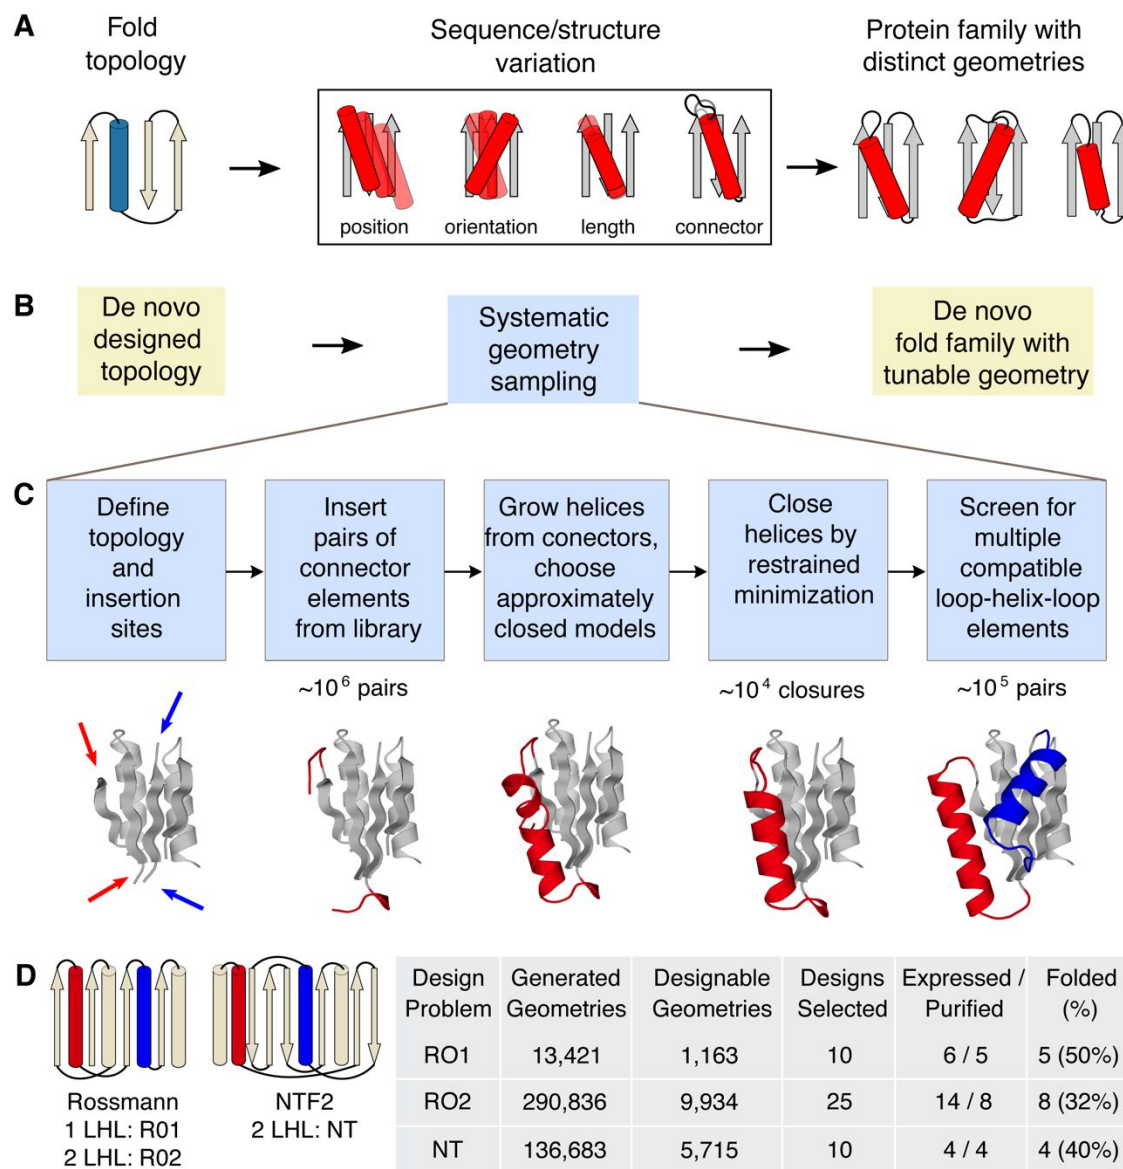 A
Fold
topology
Sequence/structure
variation
Protein family with
distinct geometries
position
orientation
length
connector
B
De novo
designed
topology
Systematic
geometry
sampling
De novo
fold family with
tunable geometry
C
Define
topology
and
insertion
sites
Insert
pairs of
connector
elements
from library
Grow helices
from conectors,
choose
approximately
closed models
Close
helices by
restrained
minimization
Screen for
multiple
compatible
loop-helix-loop
elements
~10⁶ pairs
~10⁴ closures
~10⁵ pairs
D
Rossmann
1 LHL: R01
2 LHL: R02
NTF2
2 LHL: NT
Design Problem Generated Geometries Designable Geometries Designs Selected Expressed / Purified Folded (%)
RO1 13,421 1,163 10 6 / 5 5 (50%)
RO2 290,836 9,934 25 14 / 8 8 (32%)
NT 136,683 5,715 10 4 / 4 4 (40%)